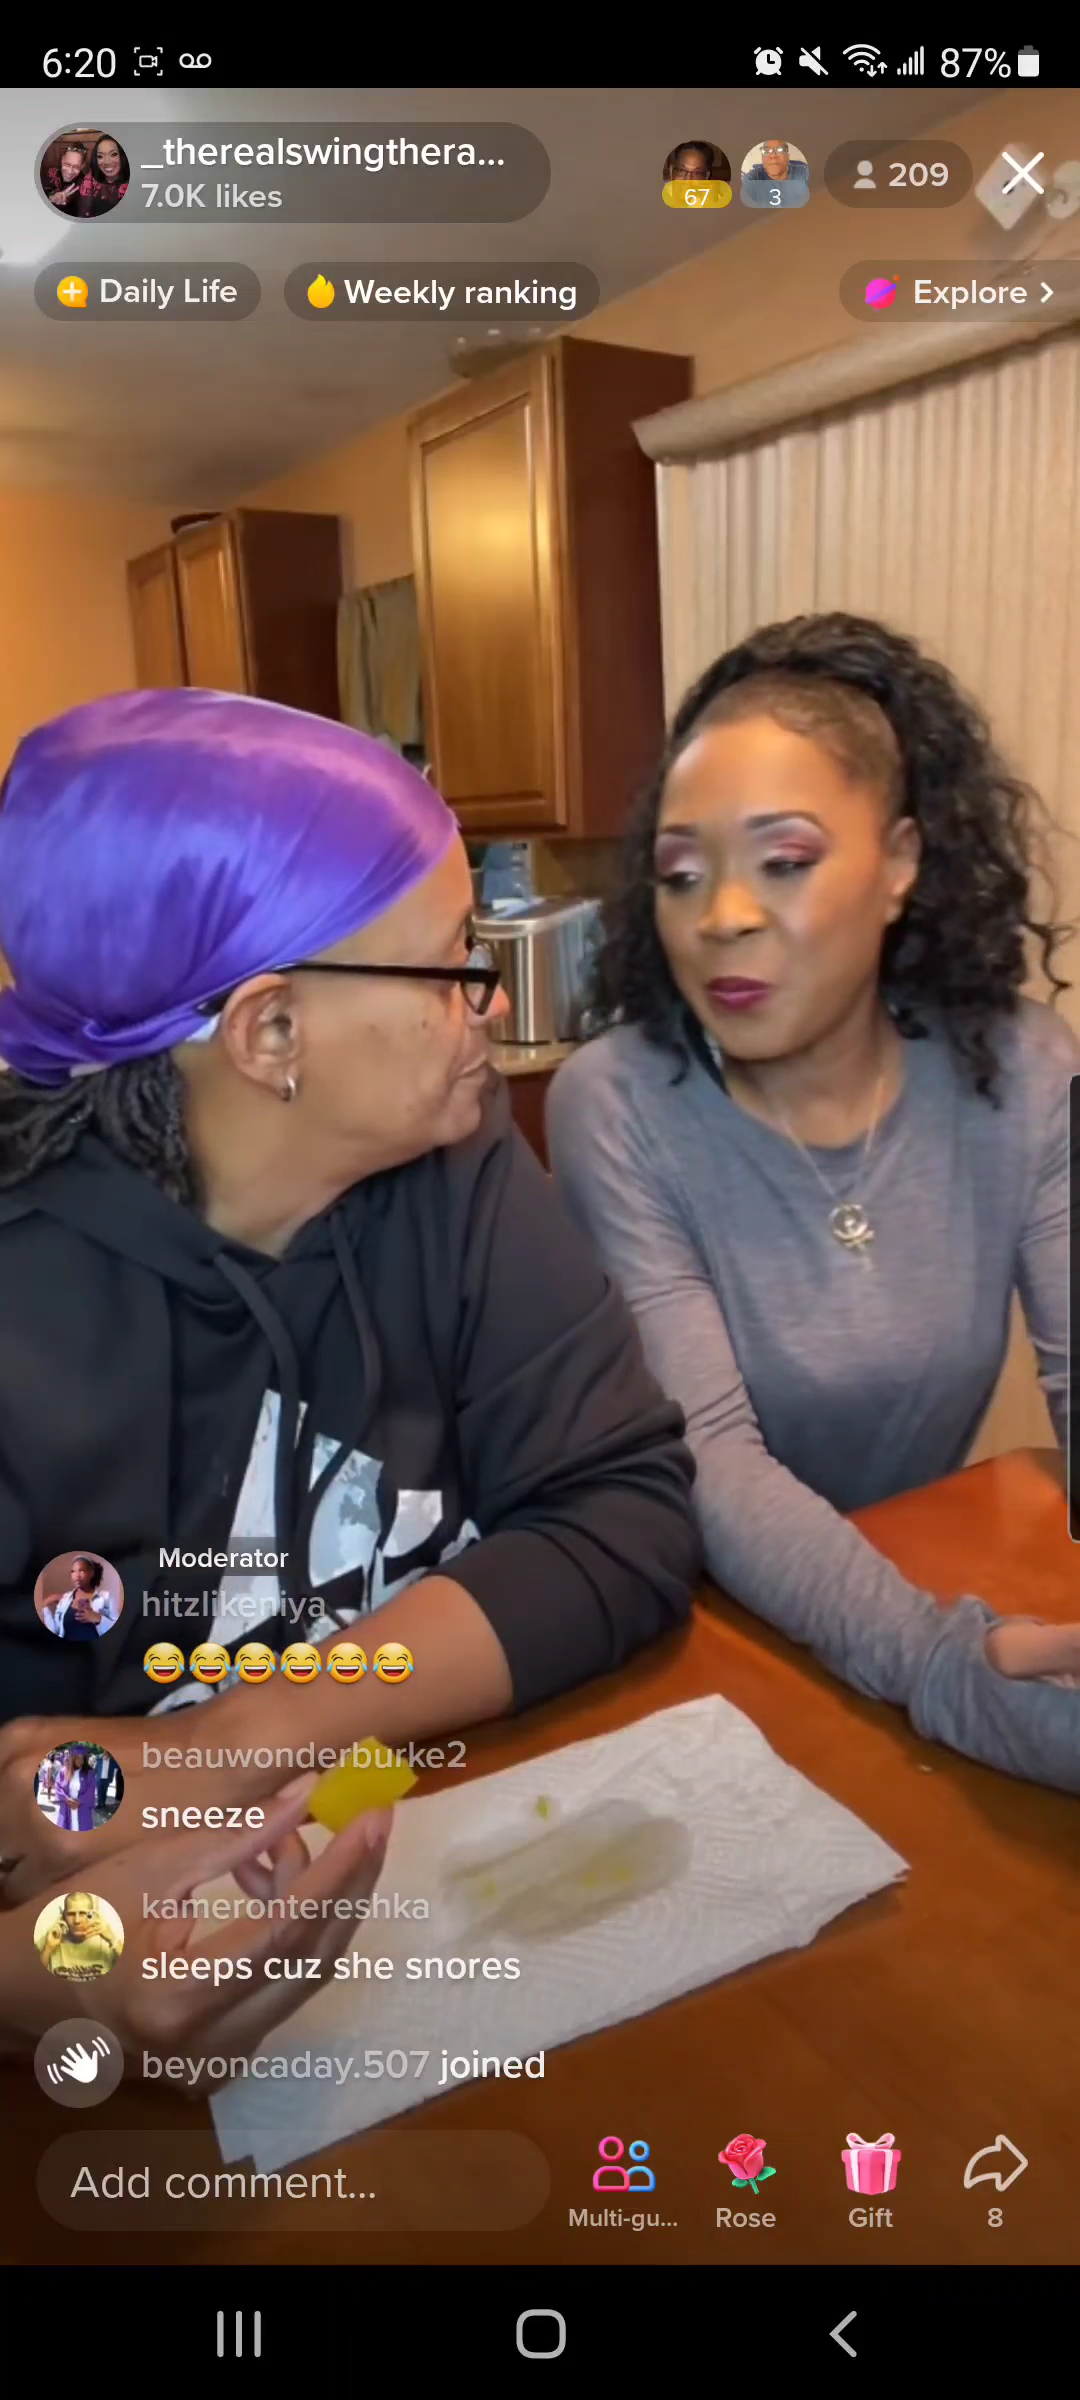 6:20
87%
_therealswingthera...
7.0K likes
67
3
209
Daily Life
Weekly ranking
Explore
Moderator
hitzlikeniya
😂😂😂😂😂😂
beauwonderburke2
sneeze
kamerontereshka
sleeps cuz she snores
beyoncaday.507 joined
Add comment...
Multi-gu...
Rose
Gift
8